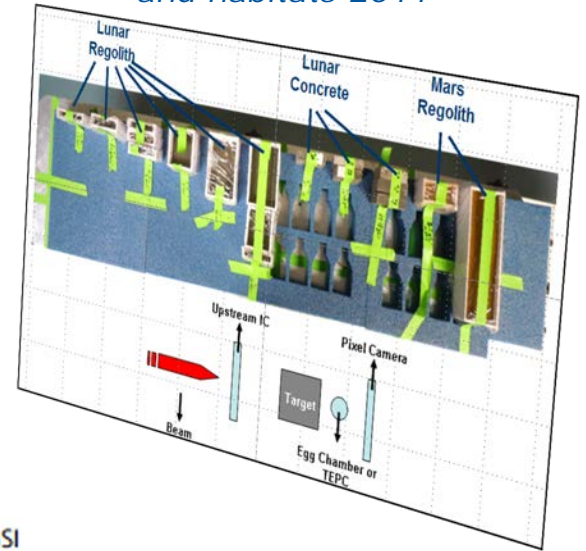 and habitats 2011
Lunar
Regolith
Lunar
Concrete
Mars
Regolith
Upstream IC
Pixel Camera
Target
Beam
Egg Chamber or
TEPC
SI